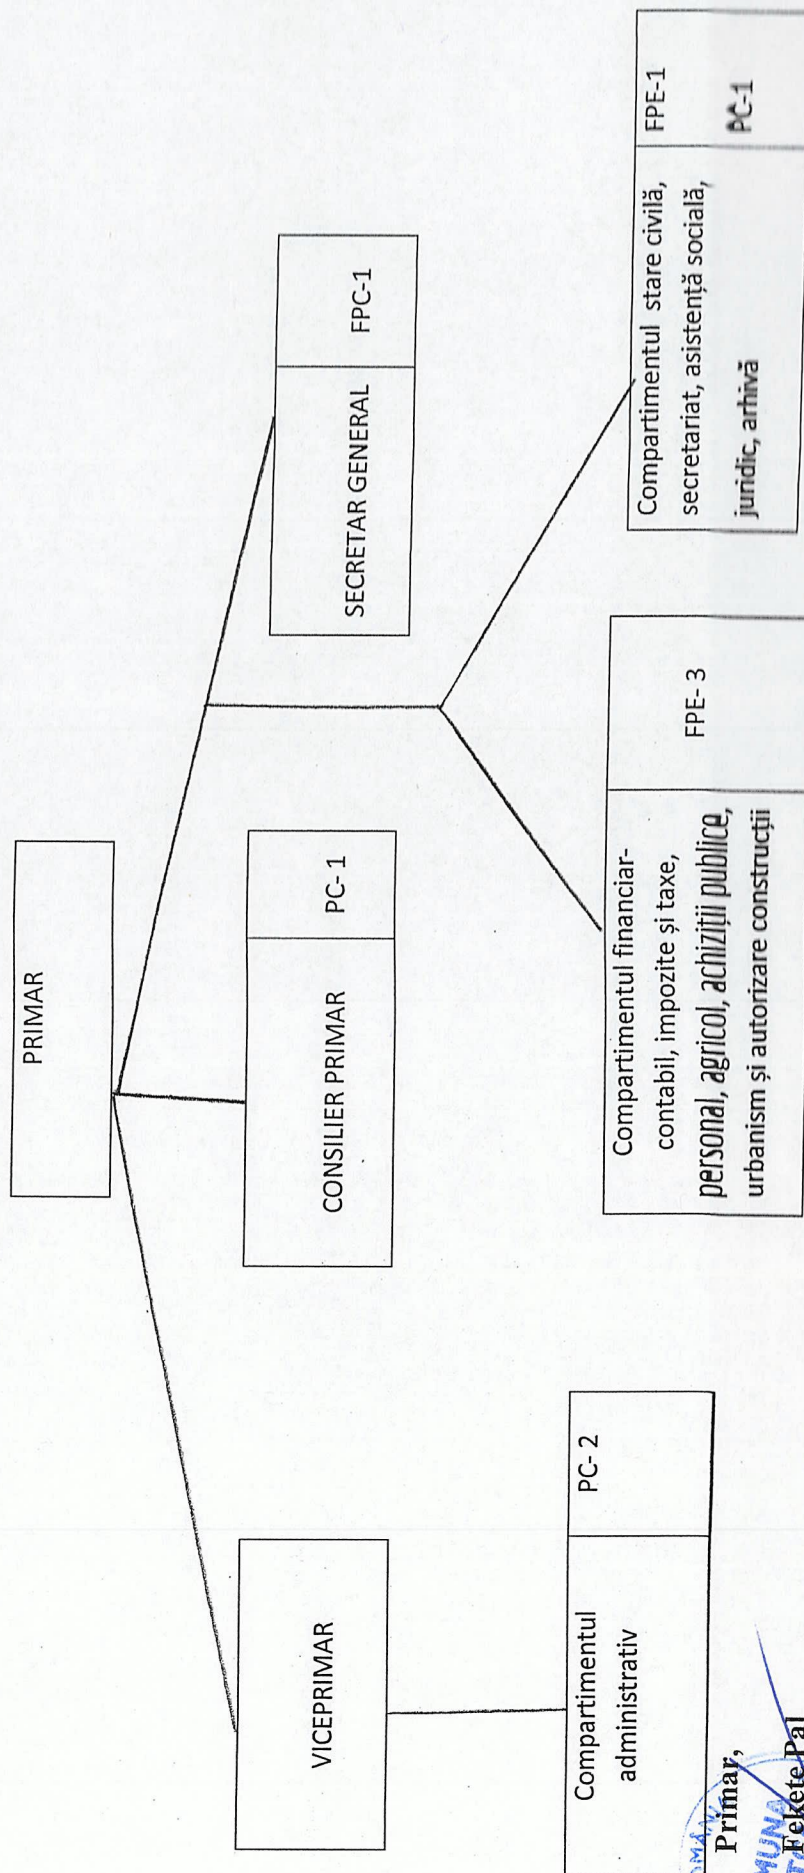 PRIMAR
VICEPRIMAR
CONSILIER PRIMAR PC- 1
SECRETAR GENERAL FPC-1
Compartimentul PC- 2
administrativ
Compartimentul financiar- FPE- 3
contabil, impozite și taxe,
personal, agricol, achiziții publice,
urbanism și autorizare construcții
Compartimentul stare civilă, FPE-1
secretariat, asistență socială,
juridic, arhivă PC-1
Primar,
Fekete Pal